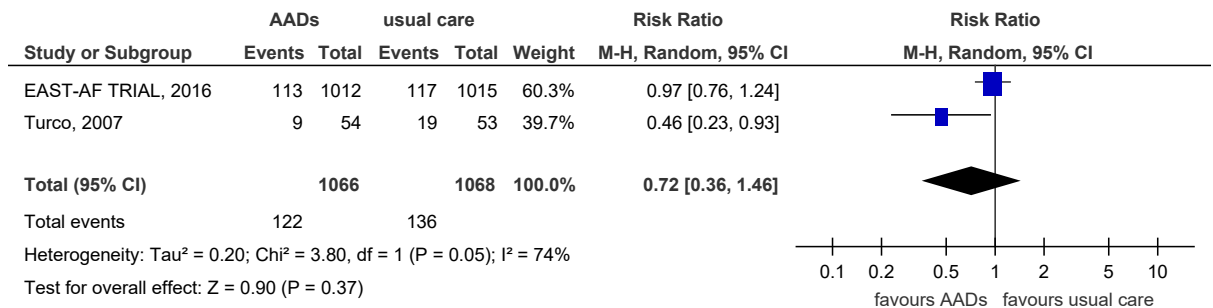 AADs usual care Risk Ratio Risk Ratio
Study or Subgroup Events Total Events Total Weight M-H, Random, 95% CI M-H, Random, 95% CI
EAST-AF TRIAL, 2016 113 1012 117 1015 60.3% 0.97 [0.76, 1.24]
Turco, 2007 9 54 19 53 39.7% 0.46 [0.23, 0.93]
Total (95% CI) 1066 1068 100.0% 0.72 [0.36, 1.46]
Total events 122 136
Heterogeneity: Tau² = 0.20; Chi² = 3.80, df = 1 (P = 0.05); I² = 74%
Test for overall effect: Z = 0.90 (P = 0.37)
0.1 0.2 0.5 1 2 5 10
favours AADs favours usual care